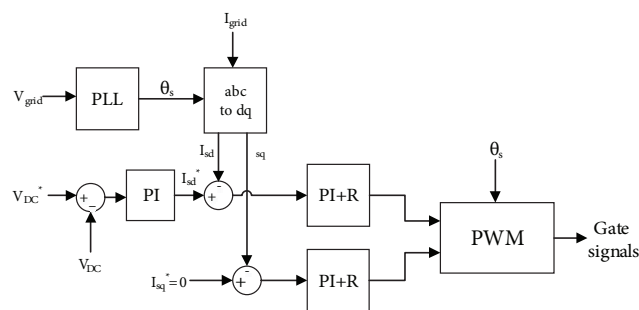 I_grid
V_grid
PLL
θ_s
abc
to dq
I_sd
sq
θ_s
V_DC*
+
−
PI
I_sd*
+
-
PI+R
PWM
Gate
signals
V_DC
I_sq*=0
+
-
PI+R